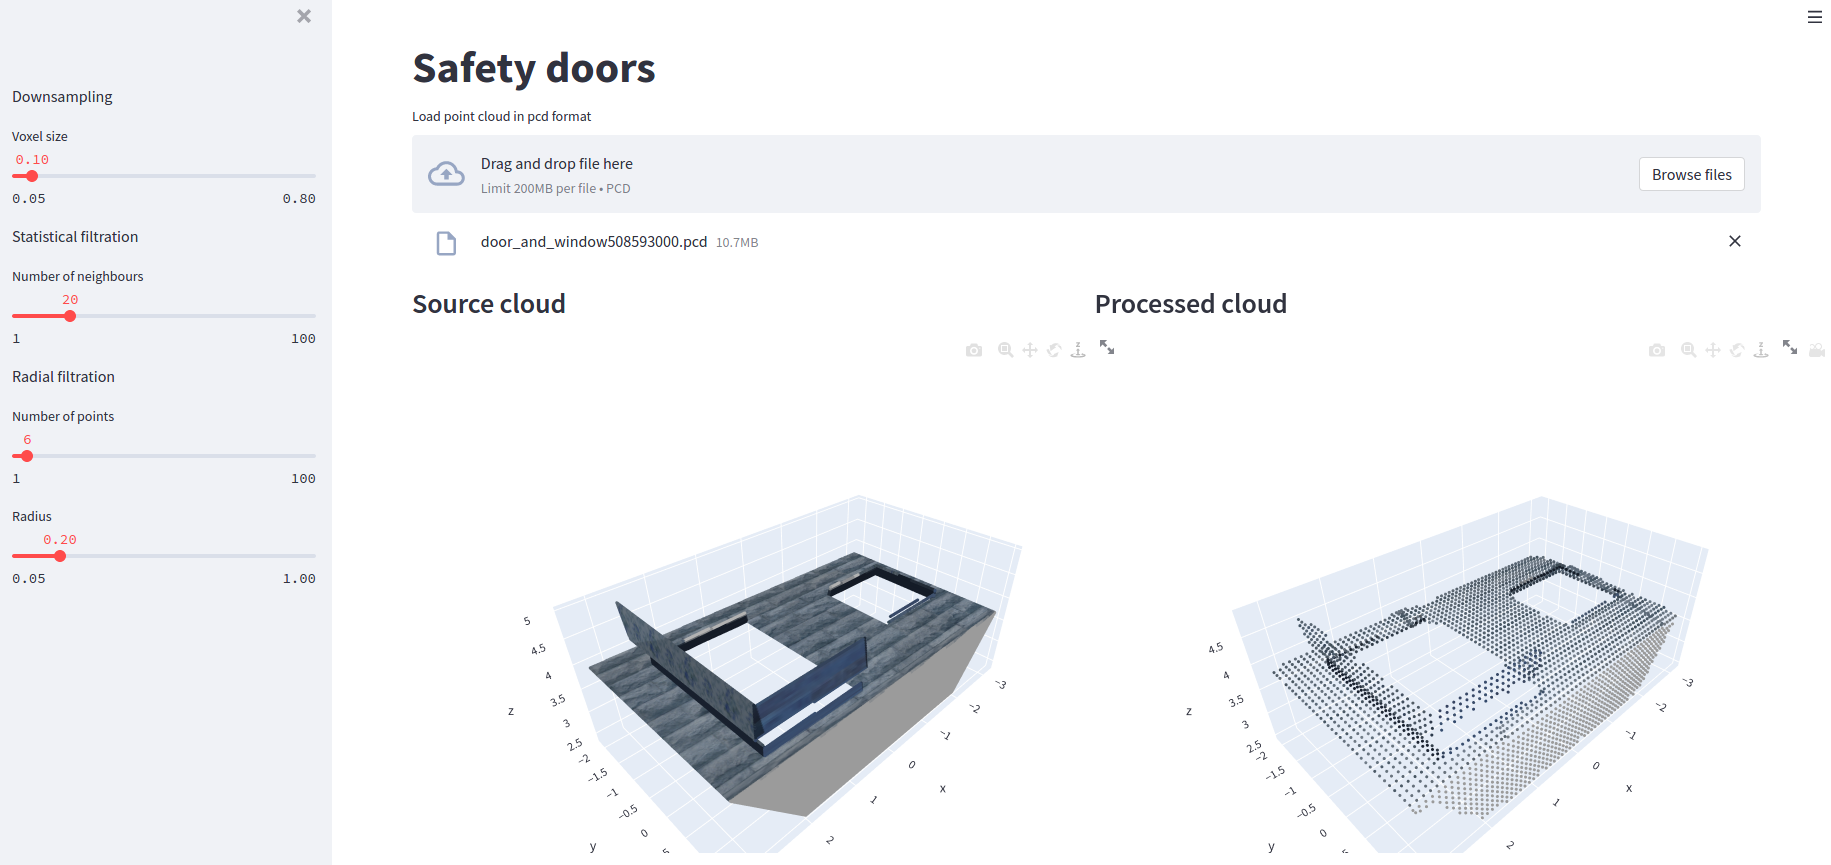 Downsampling
Voxel size
0.10
0.05 0.80
Statistical filtration
Number of neighbours
20
1 100
Radial filtration
Number of points
6
1 100
Radius
0.20
0.05 1.00
Safety doors
Load point cloud in pcd format
Drag and drop file here
Limit 200MB per file • PCD
Browse files
door_and_window508593000.pcd 10.7MB
Source cloud
5
4.5
4
3.5
3
2.5
−2
−1.5
−1
−0.5
0
z
y
−3
−2
−1
0
1
2
x
Processed cloud
4.5
4
3.5
3
2.5
−2
−1.5
−1
−0.5
0
z
y
−3
−2
−1
0
1
2
x